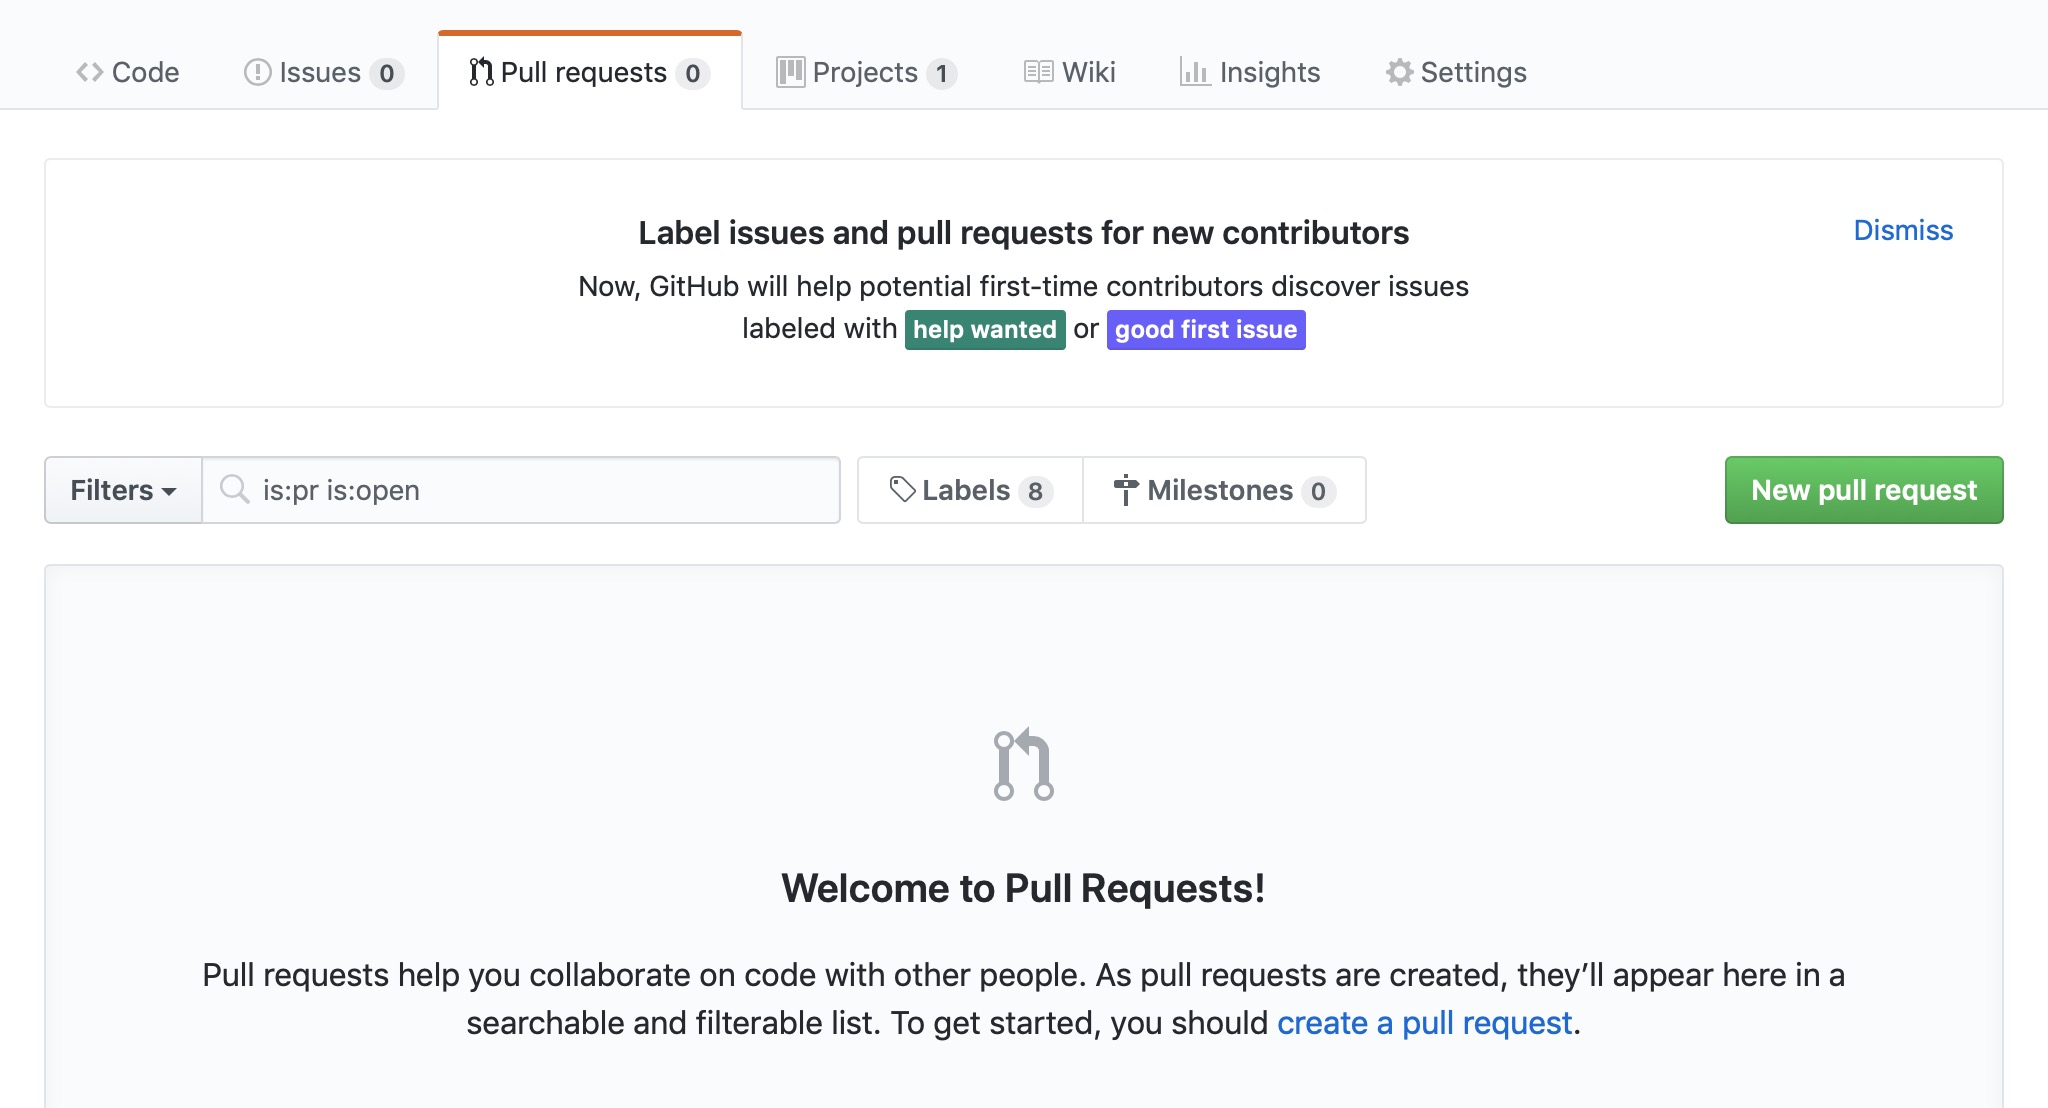 Code Issues 0 Pull requests 0 Projects 1 Wiki Insights Settings
Label issues and pull requests for new contributors
Dismiss
Now, GitHub will help potential first-time contributors discover issues
labeled with help wanted or good first issue
Filters is:pr is:open Labels 8 Milestones 0 New pull request
Welcome to Pull Requests!
Pull requests help you collaborate on code with other people. As pull requests are created, they’ll appear here in a
searchable and filterable list. To get started, you should create a pull request.